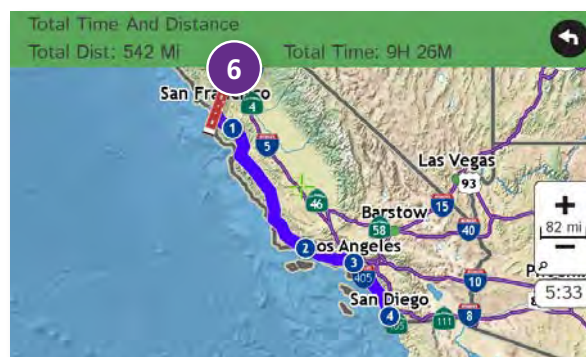 Total Time And Distance
Total Dist: 542 Mi Total Time: 9H 26M
6
San Francisco
4
1
5
Las Vegas
93
46
15
Barstow
58
40
+
82 mi
−
2
Los Angeles
3
405
10
5:33
San Diego
4
111
8